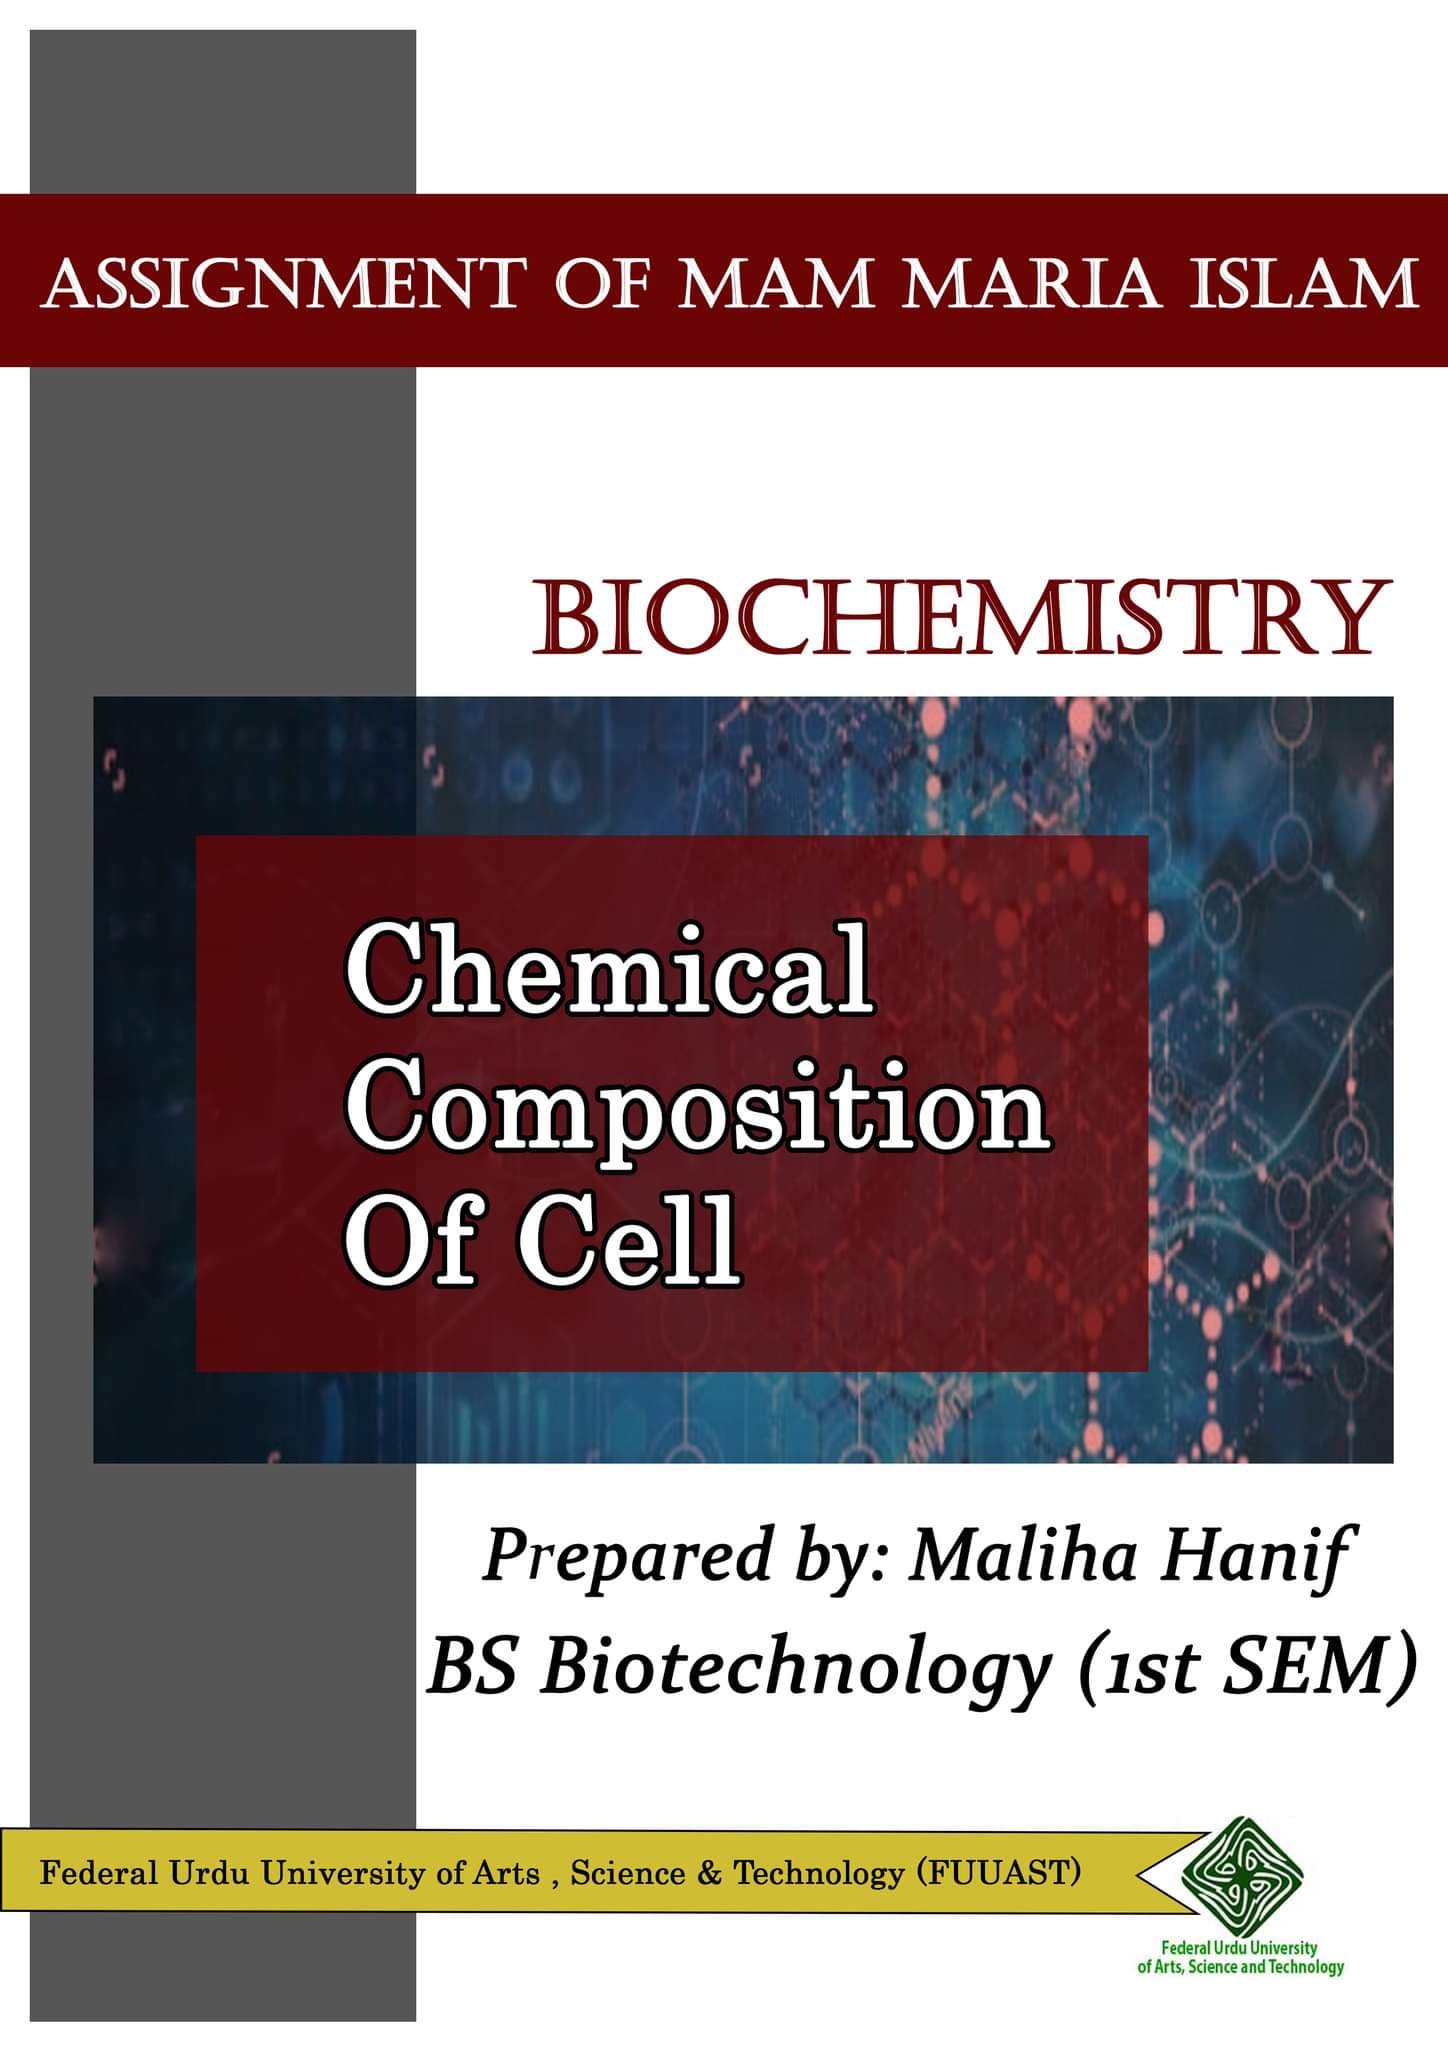 ASSIGNMENT OF MAM MARIA ISLAM
BIOCHEMISTRY
Chemical
Composition
Of Cell
Prepared by: Maliha Hanif
BS Biotechnology (1st SEM)
Federal Urdu University of Arts , Science & Technology (FUUAST)
Federal Urdu University
of Arts, Science and Technology